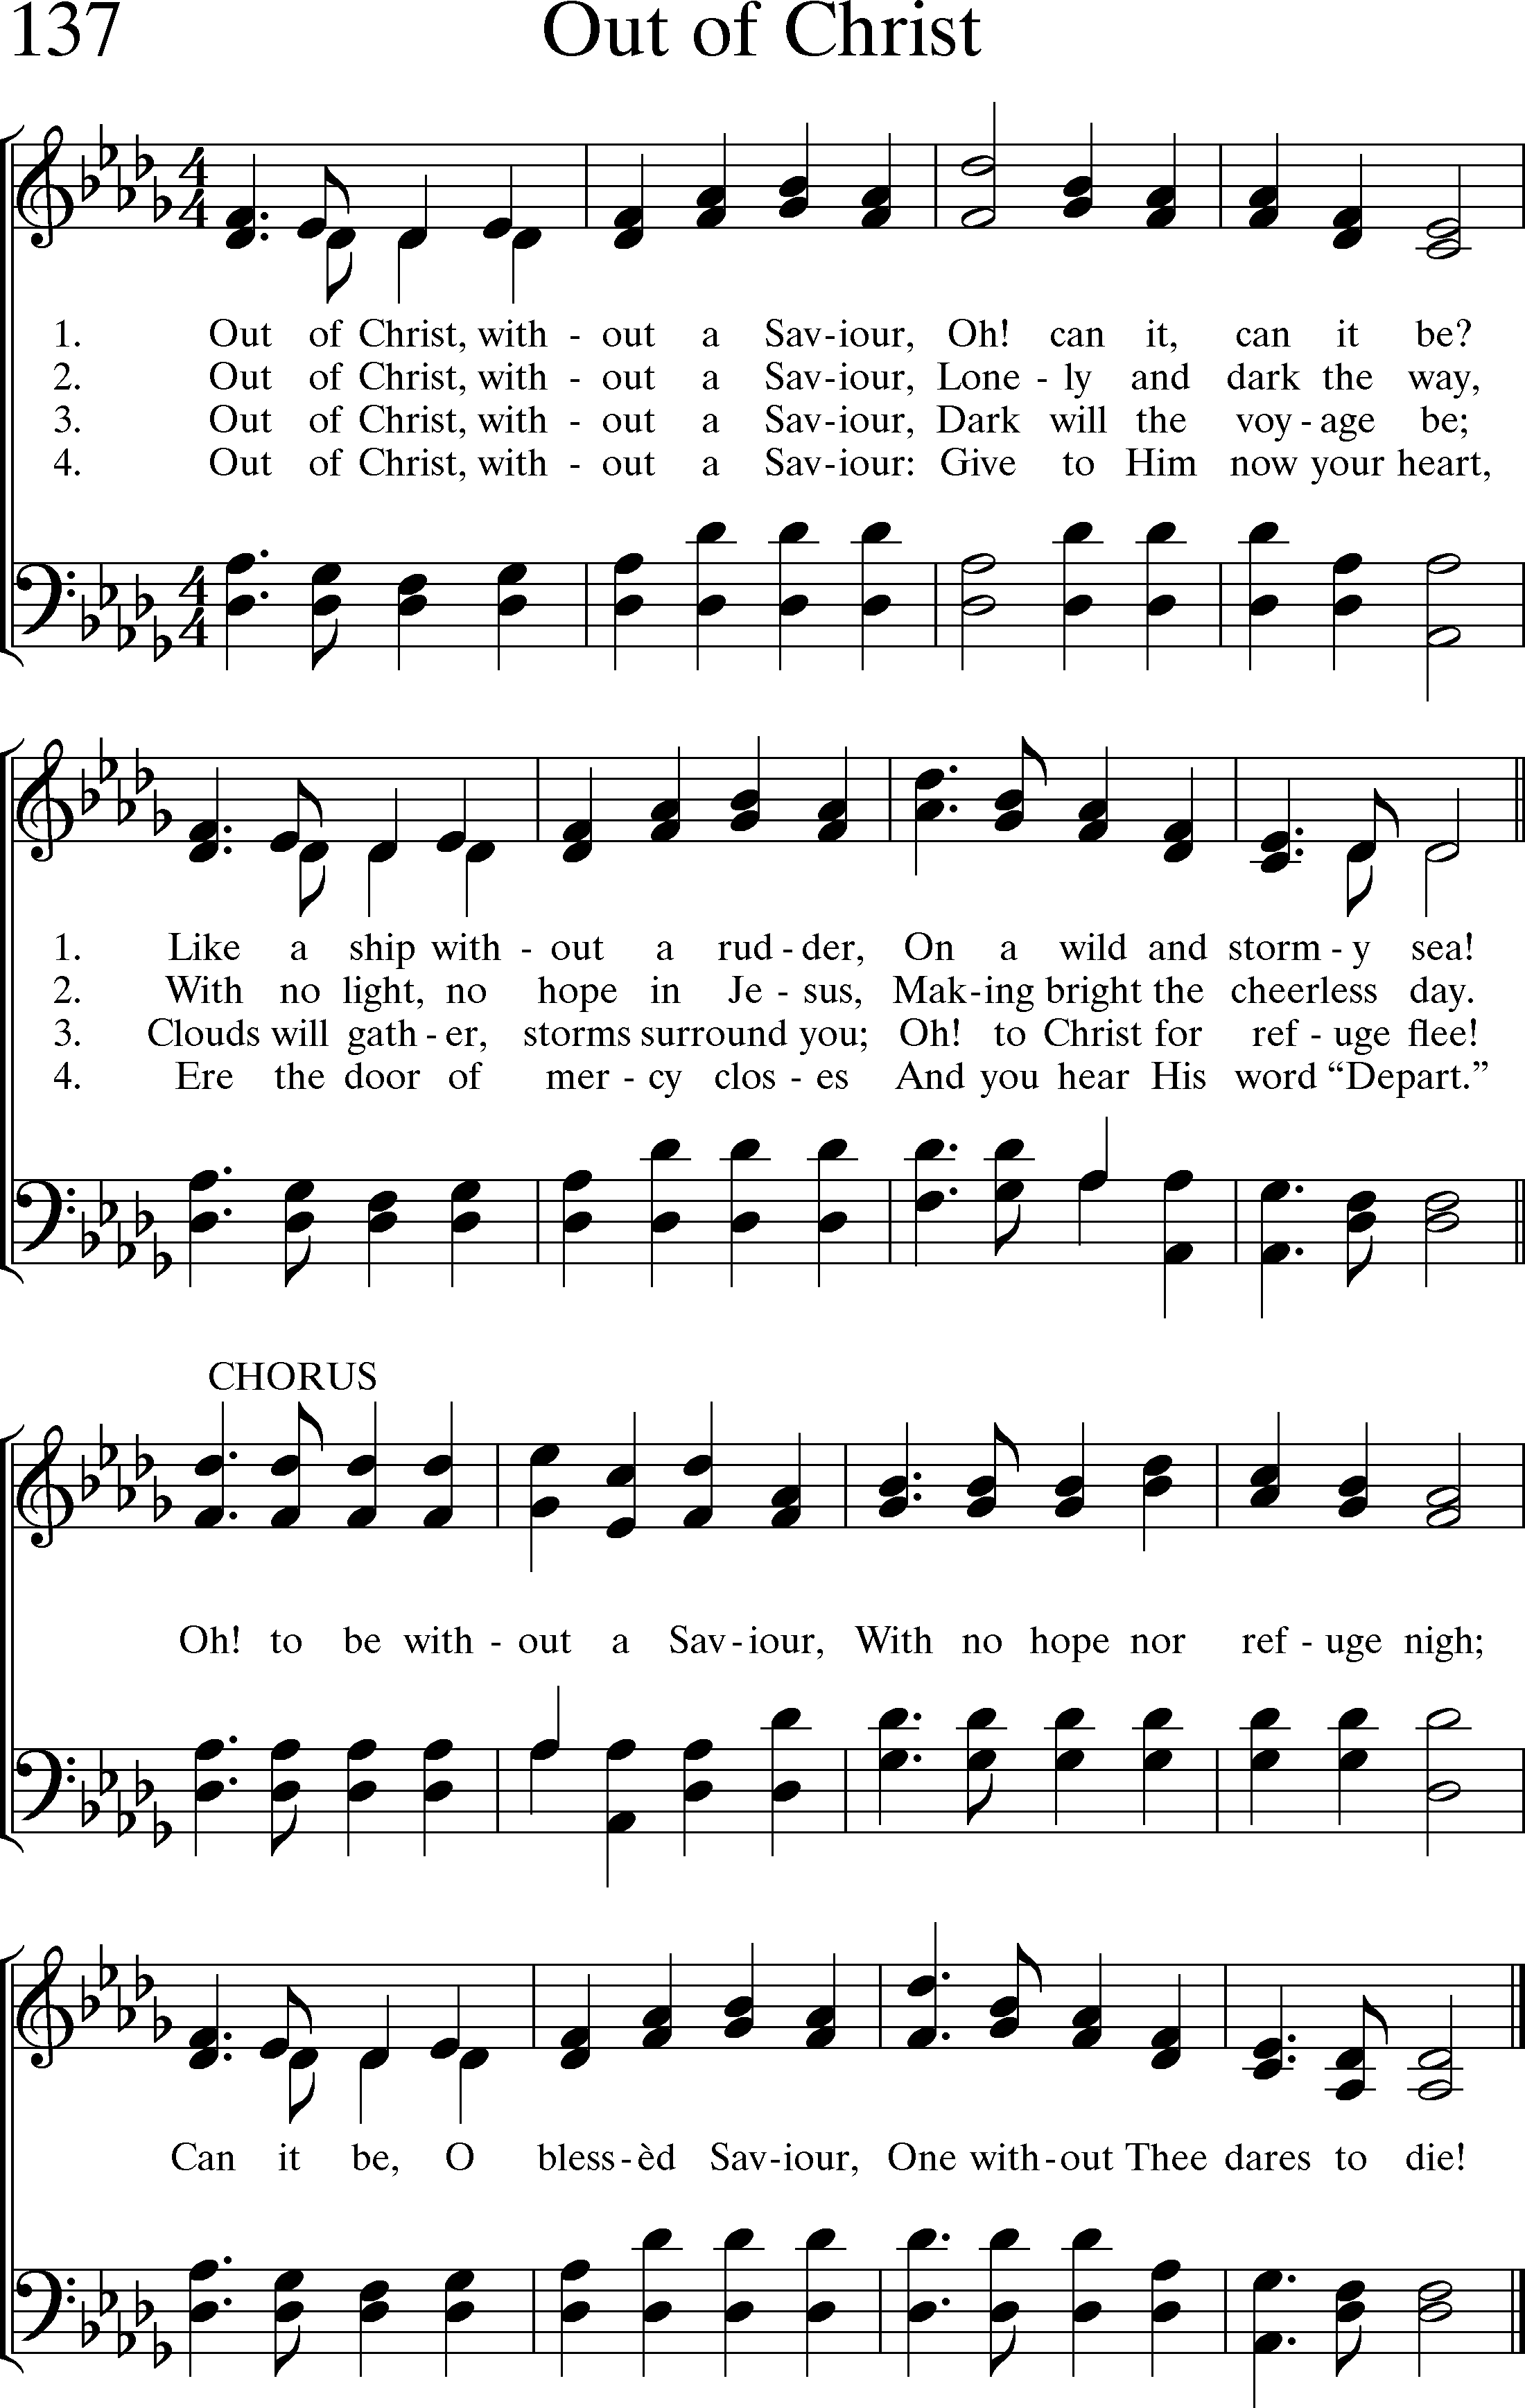 137 Out of Christ
1. Out of Christ, with - out a Sav-iour, Oh! can it, can it be?
2. Out of Christ, with - out a Sav-iour, Lone - ly and dark the way,
3. Out of Christ, with - out a Sav-iour, Dark will the voy - age be;
4. Out of Christ, with - out a Sav-iour: Give to Him now your heart,
1. Like a ship with - out a rud - der, On a wild and storm - y sea!
2. With no light, no hope in Je - sus, Mak-ing bright the cheerless day.
3. Clouds will gath - er, storms surround you; Oh! to Christ for ref - uge flee!
4. Ere the door of mer - cy clos - es And you hear His word “Depart.”
CHORUS
Oh! to be with - out a Sav-iour, With no hope nor ref - uge nigh;
Can it be, O bless-èd Sav-iour, One with-out Thee dares to die!